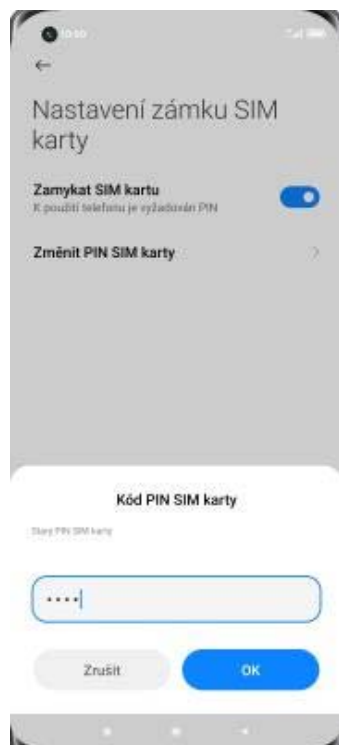 Nastavení zámku SIM
karty
Zamykat SIM kartu
K použití telefonu je vyžadován PIN
Změnit PIN SIM karty
Kód PIN SIM karty
Starý PIN SIM karty
••••
Zrušit
OK